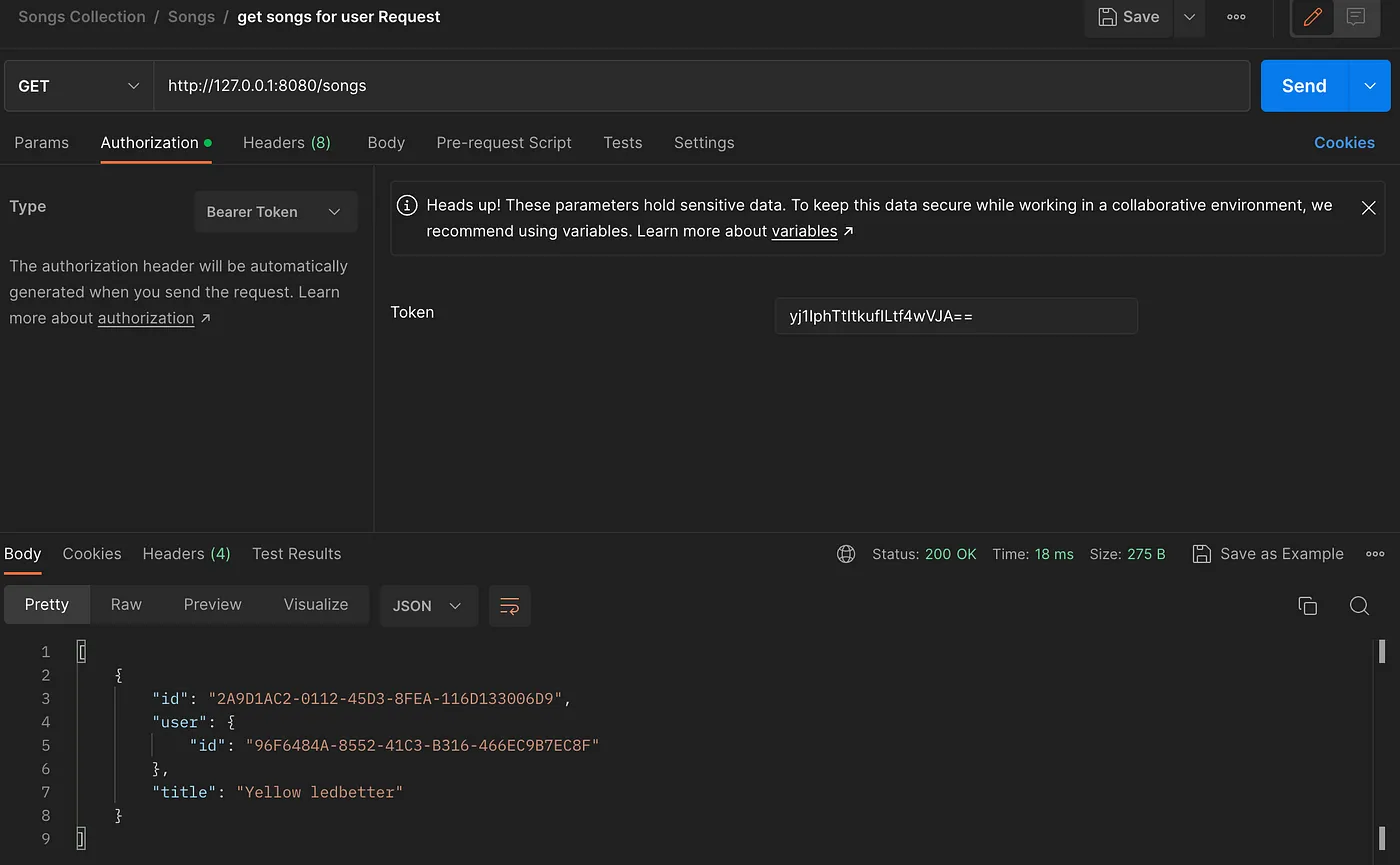 Songs Collection / Songs / get songs for user Request
Save
GET
http://127.0.0.1:8080/songs
Send
Params Authorization Headers (8) Body Pre-request Script Tests Settings Cookies
Type
Bearer Token
The authorization header will be automatically
generated when you send the request. Learn
more about authorization ↗
Heads up! These parameters hold sensitive data. To keep this data secure while working in a collaborative environment, we
recommend using variables. Learn more about variables ↗
Token
yj1IphTtItkufILtf4wVJA==
Body Cookies Headers (4) Test Results
Status: 200 OK Time: 18 ms Size: 275 B Save as Example
Pretty Raw Preview Visualize JSON
1 [
2 {
3 "id": "2A9D1AC2-0112-45D3-8FEA-116D133006D9",
4 "user": {
5 "id": "96F6484A-8552-41C3-B316-466EC9B7EC8F"
6 },
7 "title": "Yellow ledbetter"
8 }
9 ]